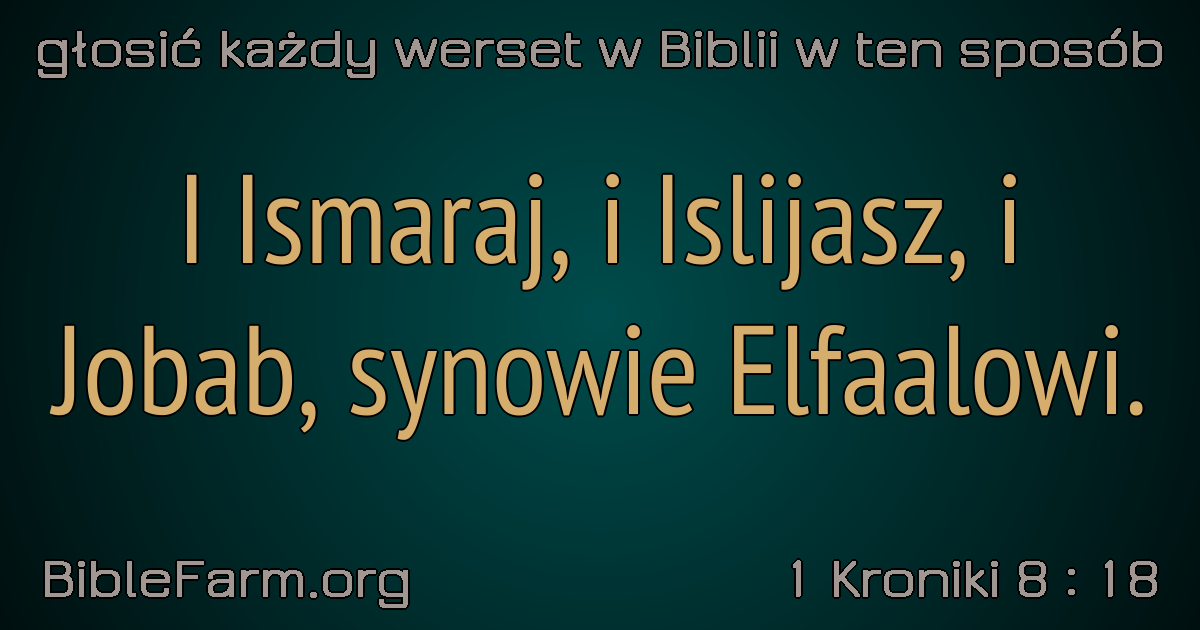 głosić każdy werset w Biblii w ten sposób
I Ismaraj, i Islijasz, i
Jobab, synowie Elfaalowi.
BibleFarm.org
1 Kroniki 8 : 18